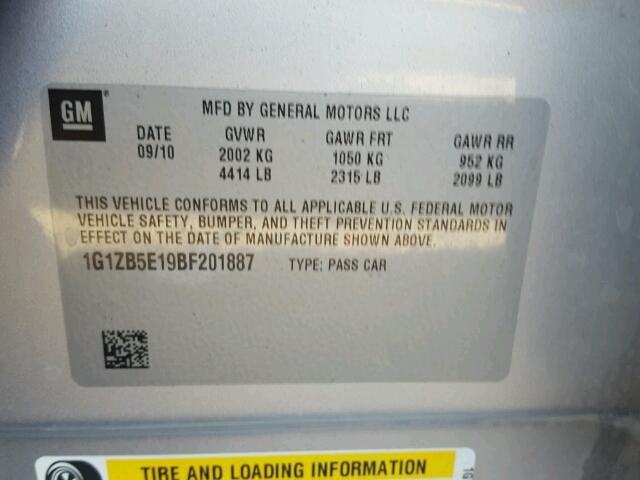 GM ®
MFD BY GENERAL MOTORS LLC
DATE GVWR GAWR FRT GAWR RR
09/10 2002 KG 1050 KG 952 KG
4414 LB 2315 LB 2099 LB
THIS VEHICLE CONFORMS TO ALL APPLICABLE U.S. FEDERAL MOTOR
VEHICLE SAFETY, BUMPER, AND THEFT PREVENTION STANDARDS IN
EFFECT ON THE DATE OF MANUFACTURE SHOWN ABOVE.
1G1ZB5E19BF201887 TYPE: PASS CAR
TIRE AND LOADING INFORMATION
1G